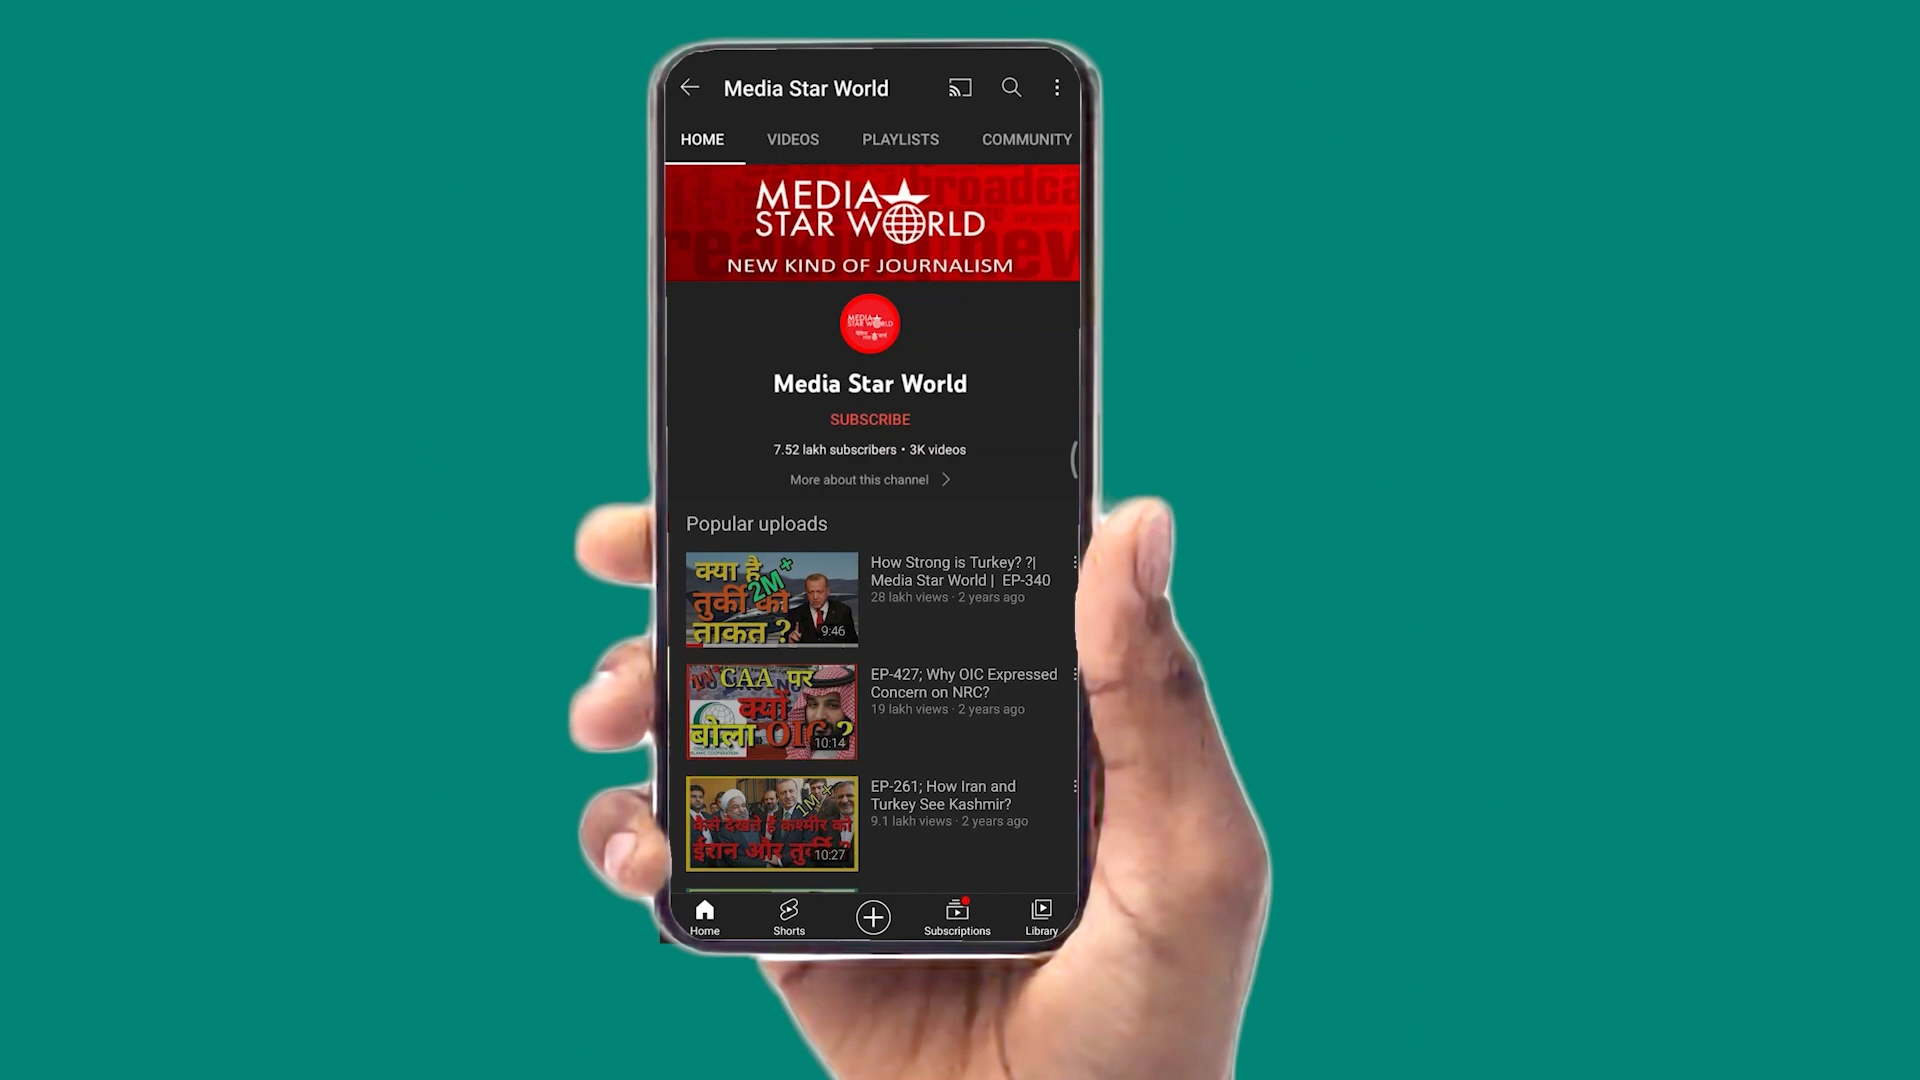 Media Star World
HOME VIDEOS PLAYLISTS COMMUNITY
MEDIA
STAR WORLD
NEW KIND OF JOURNALISM
MEDIA
STAR WORLD
Media Star World
SUBSCRIBE
7.52 lakh subscribers • 3K videos
More about this channel
Popular uploads
क्या है
2M+
तुर्की की
ताकत ?
9:46
How Strong is Turkey? ?|
Media Star World | EP-340
28 lakh views · 2 years ago
CAA पर
क्यों
बोला OIC ?
10:14
EP-427; Why OIC Expressed
Concern on NRC?
19 lakh views · 2 years ago
1M+
कैसे देखते हैं कश्मीर को
ईरान और
10:27
EP-261; How Iran and
Turkey See Kashmir?
9.1 lakh views · 2 years ago
Home Shorts Subscriptions Library